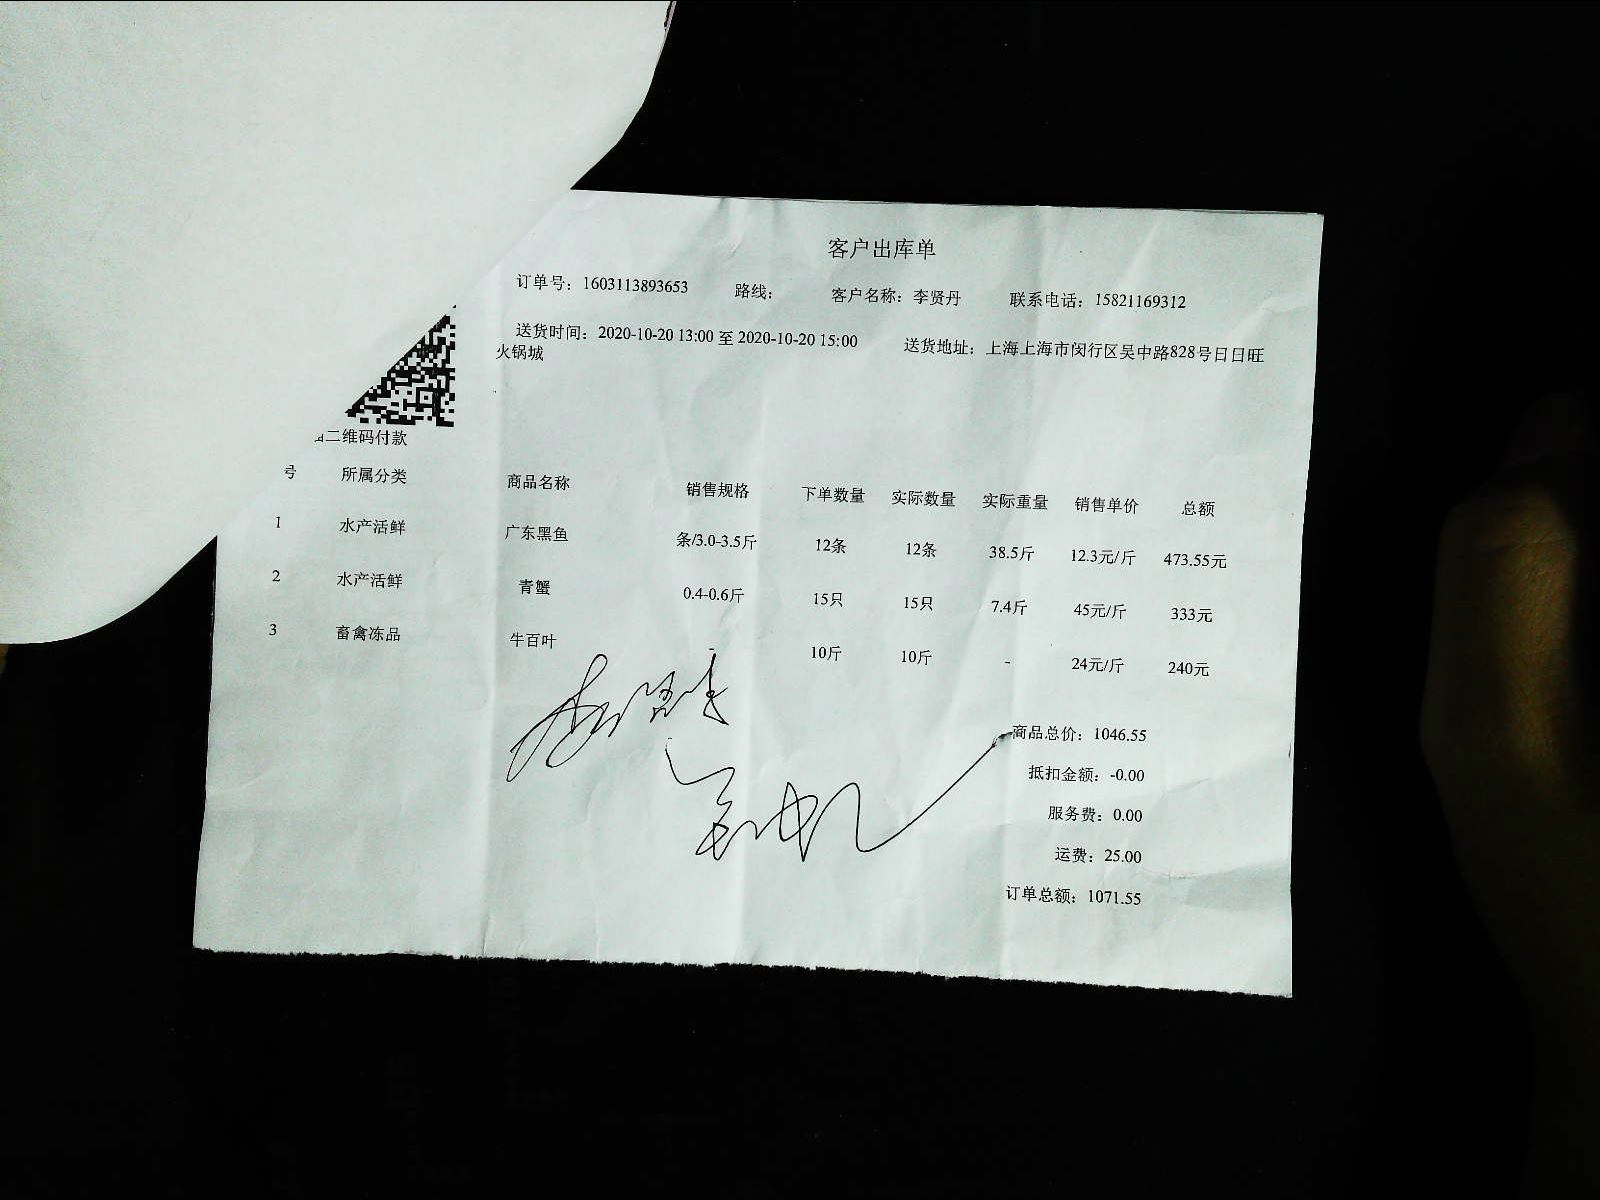 客户出库单
订单号：1603113893653 路线： 客户名称：李贤丹 联系电话：15821169312
送货时间：2020-10-20 13:00 至 2020-10-20 15:00 送货地址：上海上海市闵行区吴中路828号日日旺
火锅城
二维码付款
号 所属分类 商品名称 销售规格 下单数量 实际数量 实际重量 销售单价 总额
1 水产活鲜 广东黑鱼 条/3.0-3.5斤 12条 12条 38.5斤 12.3元/斤 473.55元
2 水产活鲜 青蟹 0.4-0.6斤 15只 15只 7.4斤 45元/斤 333元
3 畜禽冻品 牛百叶 10斤 10斤 - 24元/斤 240元
商品总价：1046.55
抵扣金额：-0.00
服务费：0.00
运费：25.00
订单总额：1071.55